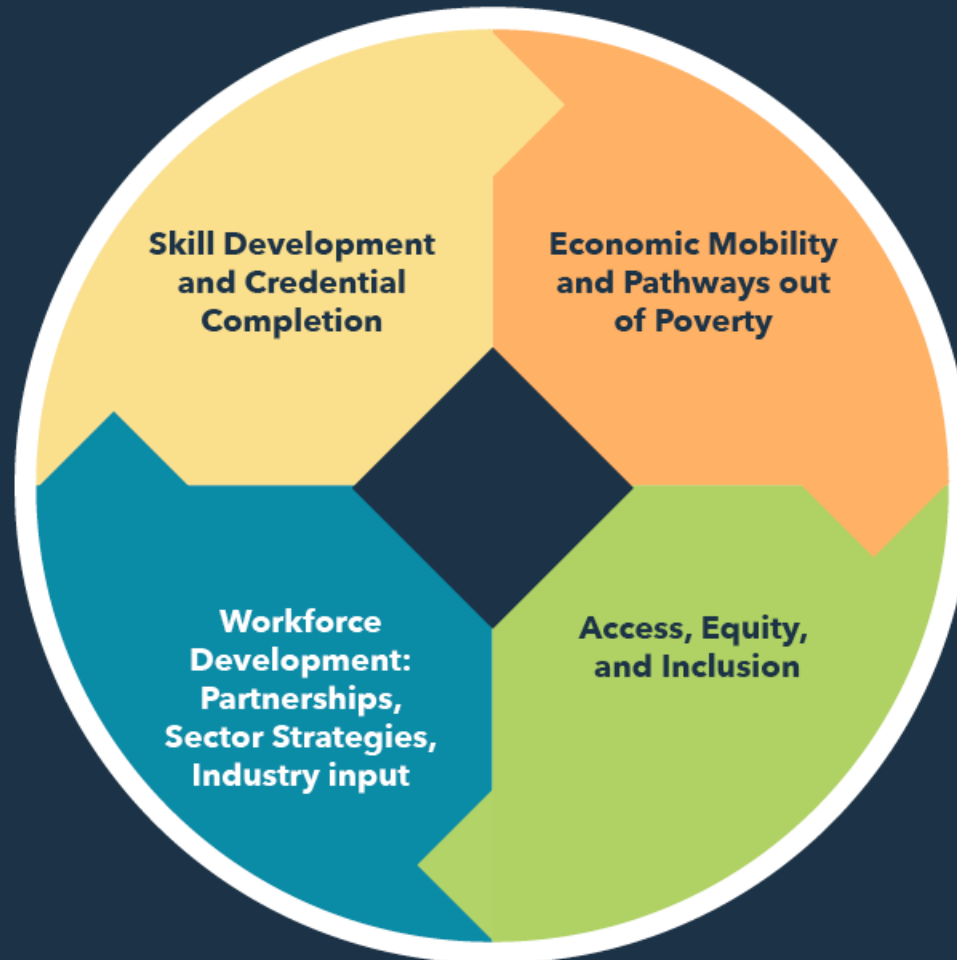 Skill Development
and Credential
Completion
Economic Mobility
and Pathways out
of Poverty
Workforce
Development:
Partnerships,
Sector Strategies,
Industry input
Access, Equity,
and Inclusion